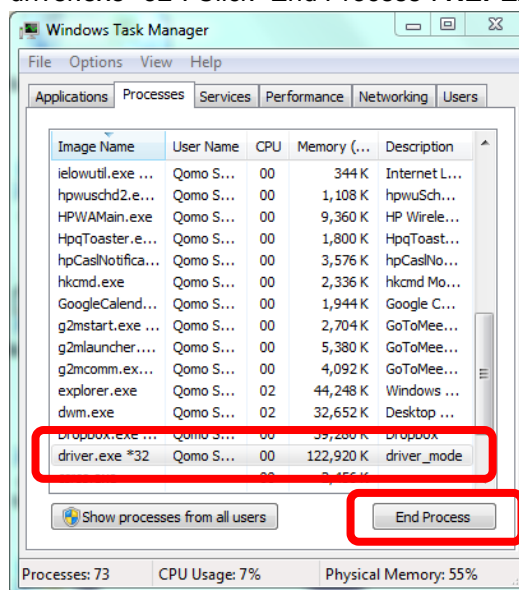 Windows Task Manager
File Options View Help
Applications Processes Services Performance Networking Users
Image Name User Name CPU Memory (... Description
ielowutil.exe ... Qomo S... 00 344 K Internet L...
hpwuschd2.e... Qomo S... 00 1,108 K hpwuSch...
HPWAMain.exe Qomo S... 00 9,360 K HP Wirele...
HpqToaster.e... Qomo S... 00 1,800 K HpqToast...
hpCaslNotifica... Qomo S... 00 3,576 K hpCaslNo...
hkcmd.exe Qomo S... 00 2,336 K hkcmd Mo...
GoogleCalend... Qomo S... 00 1,944 K Google C...
g2mstart.exe ... Qomo S... 00 2,704 K GoToMee...
g2mlauncher.... Qomo S... 00 5,380 K GoToMee...
g2mcomm.ex... Qomo S... 00 4,092 K GoToMee...
explorer.exe Qomo S... 02 44,248 K Windows ...
dwm.exe Qomo S... 02 32,652 K Desktop ...
Dropbox.exe ... Qomo S... 00 39,280 K Dropbox
driver.exe *32 Qomo S... 00 122,920 K driver_mode
Show processes from all users End Process
Processes: 73 CPU Usage: 7% Physical Memory: 55%